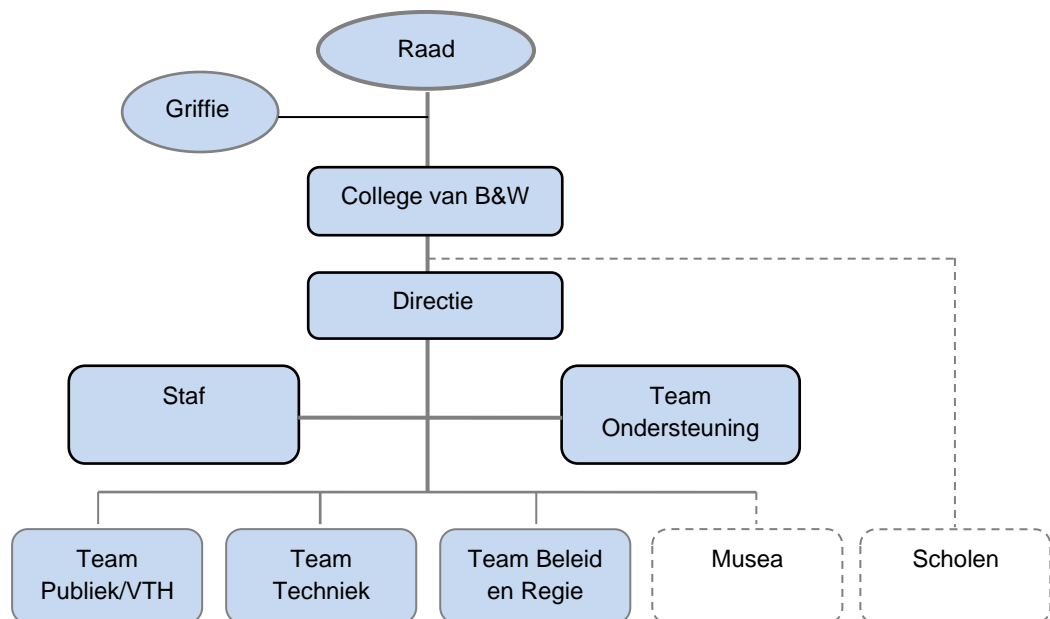 Raad
Griffie
College van B&W
Directie
Staf
Team
Ondersteuning
Team
Publiek/VTH
Team
Techniek
Team Beleid
en Regie
Musea
Scholen